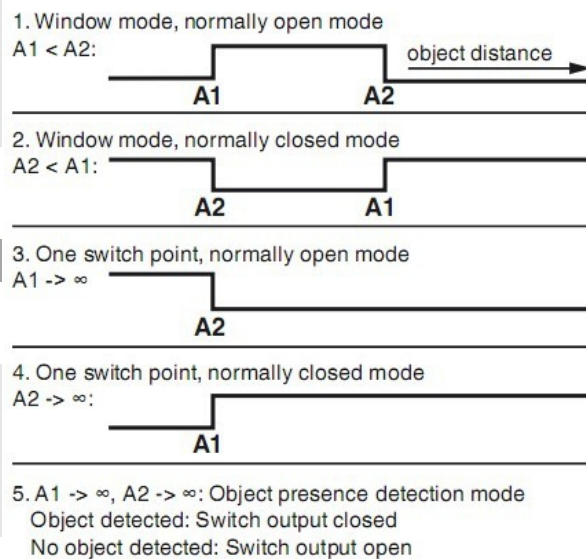 1. Window mode, normally open mode
A1 < A2:
object distance
A1 A2
2. Window mode, normally closed mode
A2 < A1:
A2 A1
3. One switch point, normally open mode
A1 -> ∞
A2
4. One switch point, normally closed mode
A2 -> ∞:
A1
5. A1 -> ∞, A2 -> ∞: Object presence detection mode
Object detected: Switch output closed
No object detected: Switch output open